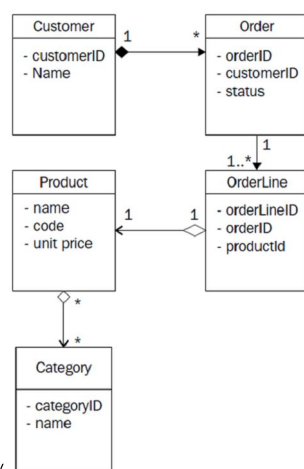 Customer
- customerID
- Name
1 *
Order
- orderID
- customerID
- status
1
1..*
Product
- name
- code
- unit price
1 1
OrderLine
- orderLineID
- orderID
- productId
*
*
Category
- categoryID
- name